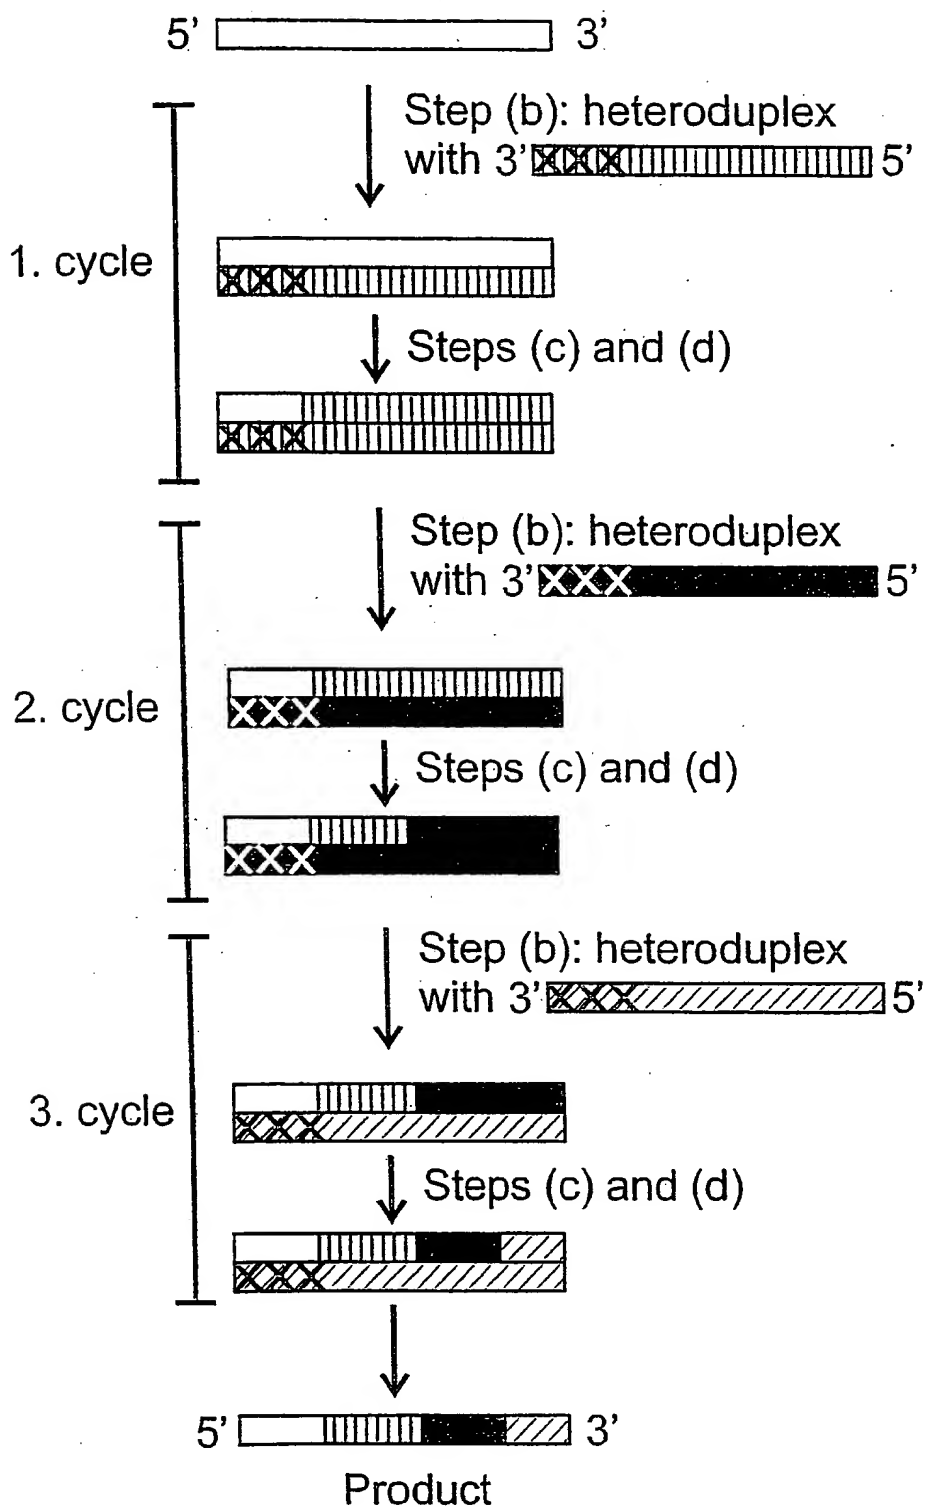 5' 3'
Step (b): heteroduplex
with 3' 5'
1. cycle
Steps (c) and (d)
Step (b): heteroduplex
with 3' 5'
2. cycle
Steps (c) and (d)
Step (b): heteroduplex
with 3' 5'
3. cycle
Steps (c) and (d)
5' 3'
Product